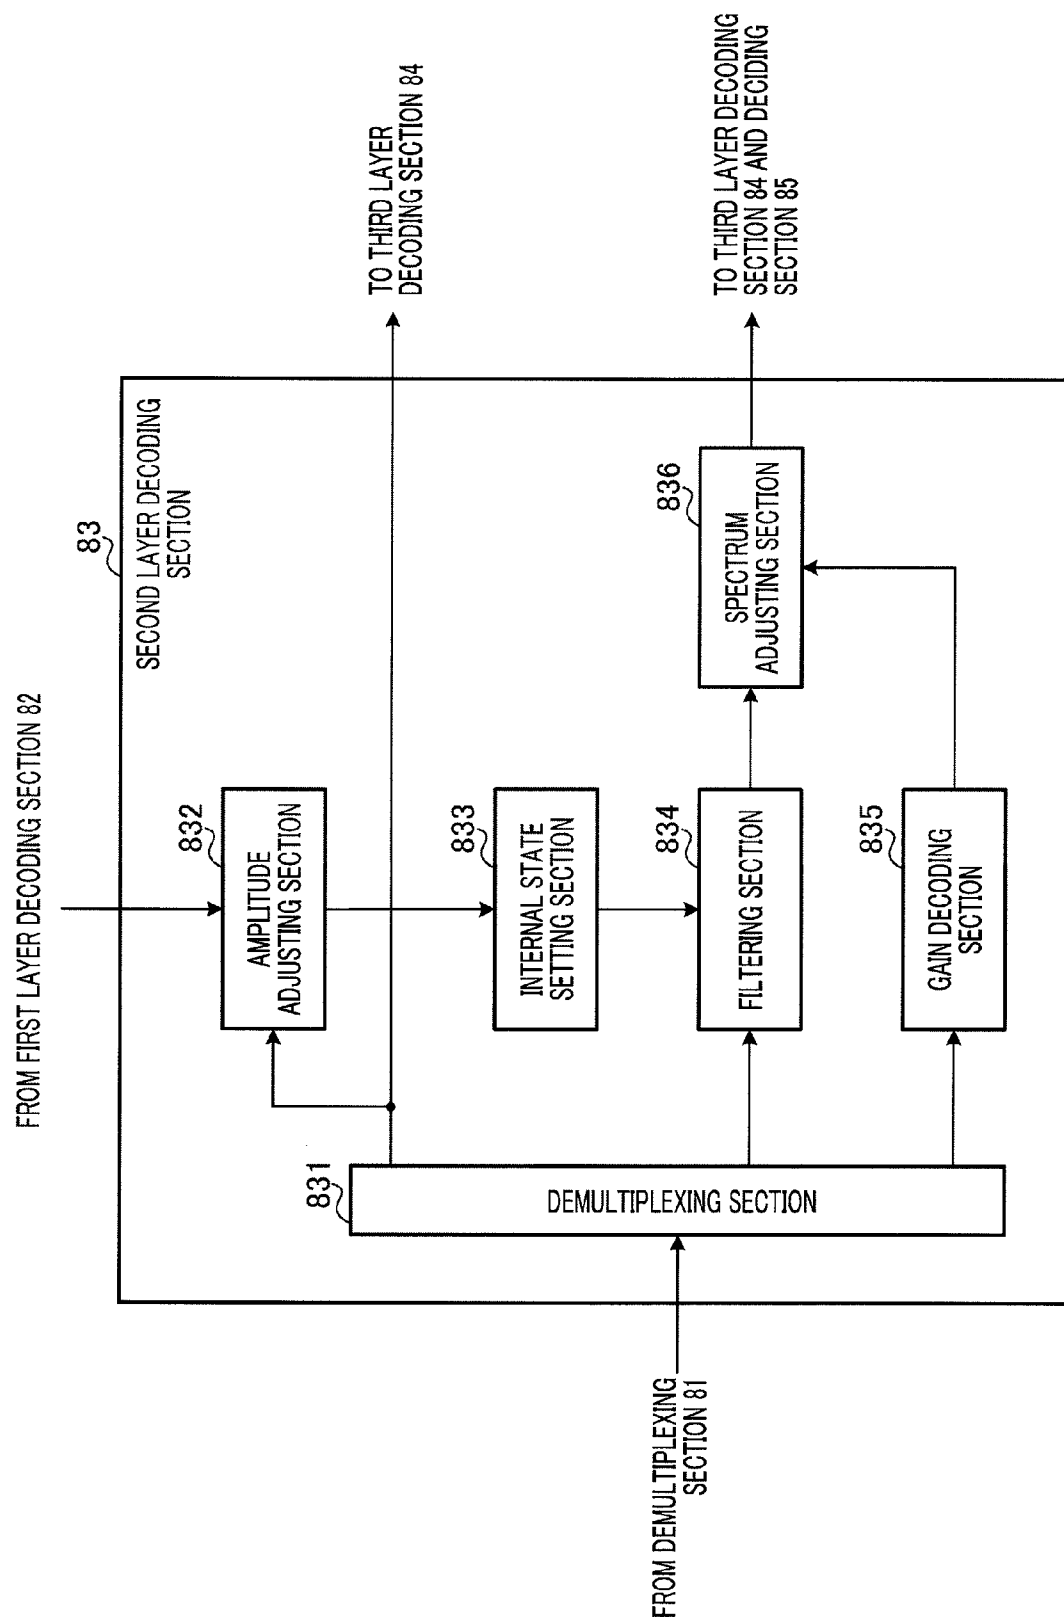 FROM FIRST LAYER DECODING SECTION 82
83
SECOND LAYER DECODING
SECTION
832
AMPLITUDE
ADJUSTING SECTION
TO THIRD LAYER
DECODING SECTION 84
833
INTERNAL STATE
SETTING SECTION
831
DEMULTIPLEXING SECTION
FROM DEMULTIPLEXING
SECTION 81
834
FILTERING SECTION
836
SPECTRUM
ADJUSTING SECTION
TO THIRD LAYER DECODING
SECTION 84 AND DECIDING
SECTION 85
835
GAIN DECODING
SECTION